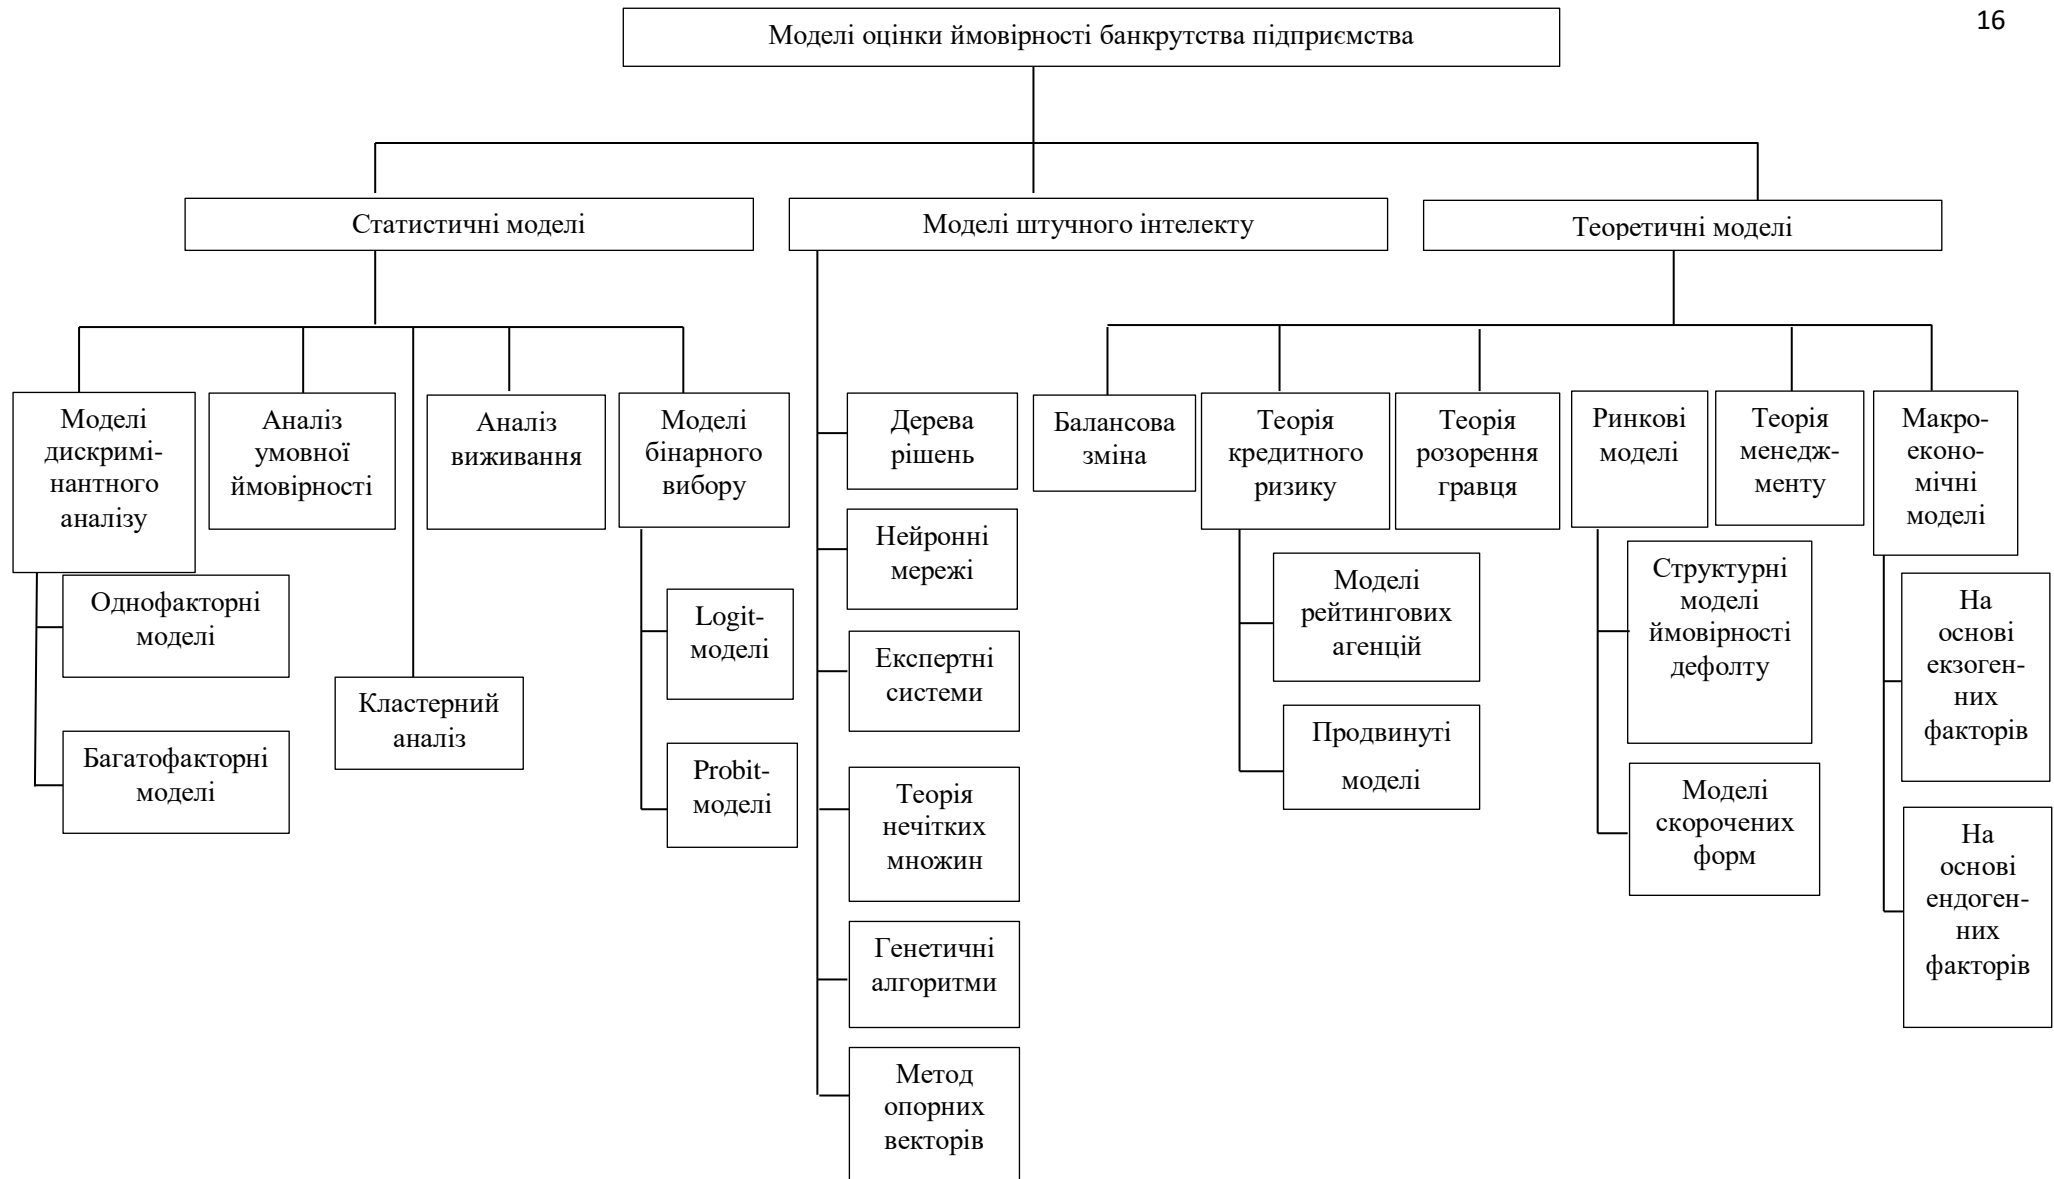 16
Моделі оцінки ймовірності банкрутства підприємства
Статистичні моделі
Моделі штучного інтелекту
Теоретичні моделі
Моделі
дискримі-
нантного
аналізу
Аналіз
умовної
ймовірності
Аналіз
виживання
Моделі
бінарного
вибору
Однофакторні
моделі
Багатофакторні
моделі
Кластерний
аналіз
Logit-
моделі
Probit-
моделі
Дерева
рішень
Нейронні
мережі
Експертні
системи
Теорія
нечітких
множин
Генетичні
алгоритми
Метод
опорних
векторів
Балансова
зміна
Теорія
кредитного
ризику
Теорія
розорення
гравця
Ринкові
моделі
Теорія
менедж-
менту
Макро-
еконо-
мічні
моделі
Моделі
рейтингових
агенцій
Продвинуті
моделі
Структурні
моделі
ймовірності
дефолту
Моделі
скорочених
форм
На
основі
екзоген-
них
факторів
На
основі
ендоген-
них
факторів